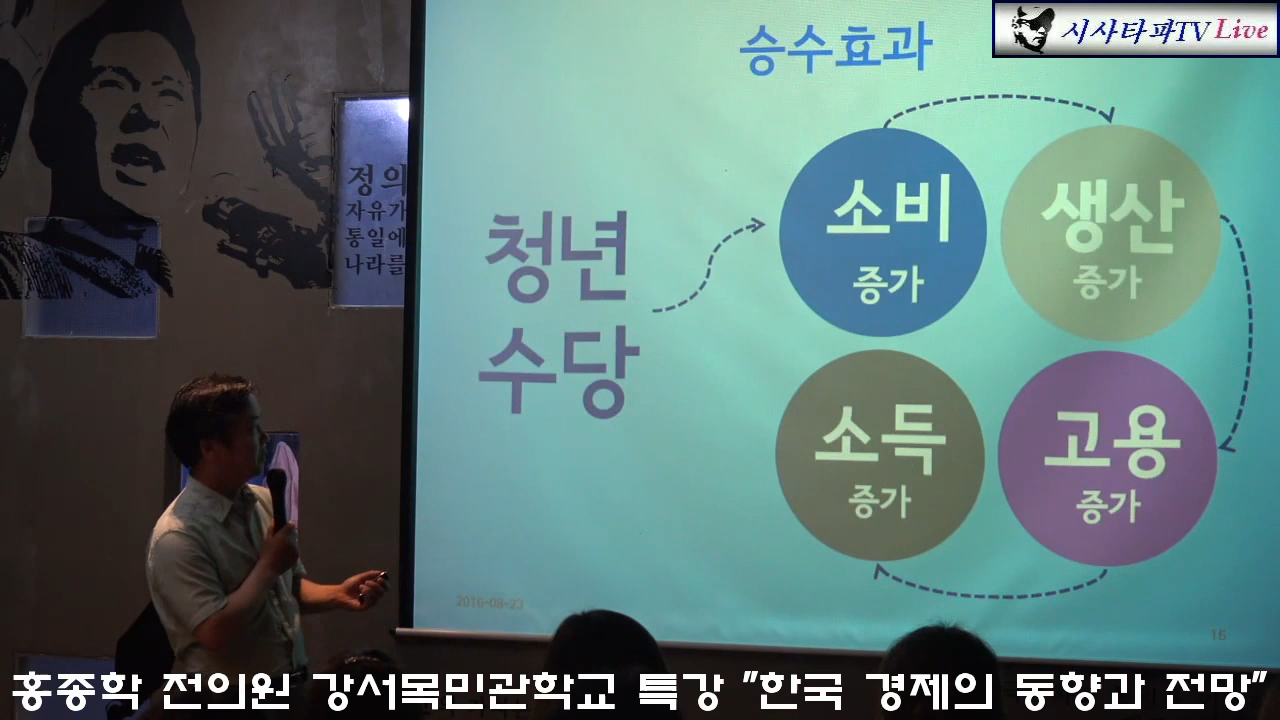 시사타파TV Live
승수효과
정의
자유가
통일에
나라를
청년
수당
소비
증가
생산
증가
소득
증가
고용
증가
2016-08-23
16
홍종학 전의원 강서목민관학교 특강 "한국 경제의 동향과 전망"